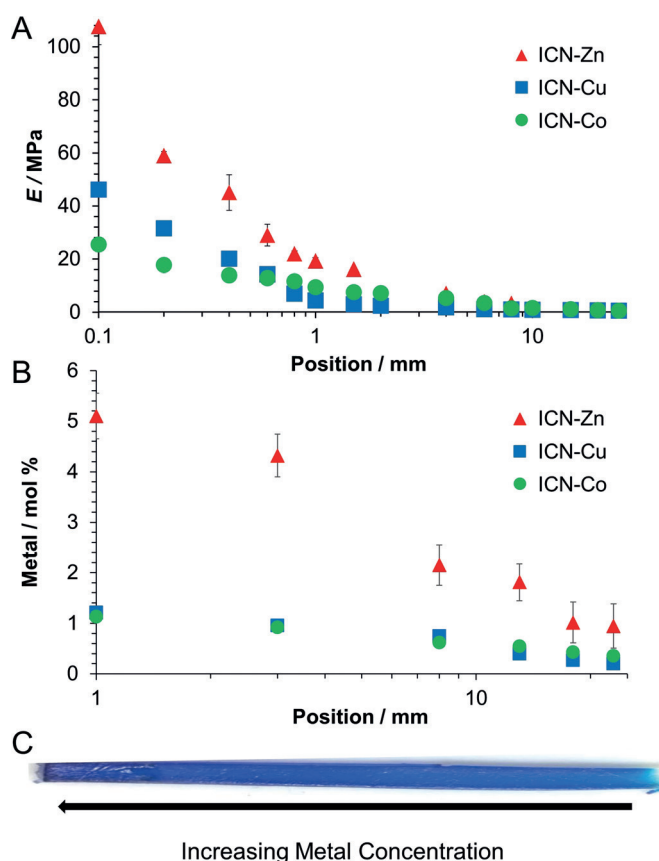 A
E / MPa
100
80
60
40
20
0
0.1
1
10
Position / mm
ICN-Zn
ICN-Cu
ICN-Co
B
Metal / mol %
6
5
4
3
2
1
0
1
10
Position / mm
ICN-Zn
ICN-Cu
ICN-Co
C
Increasing Metal Concentration